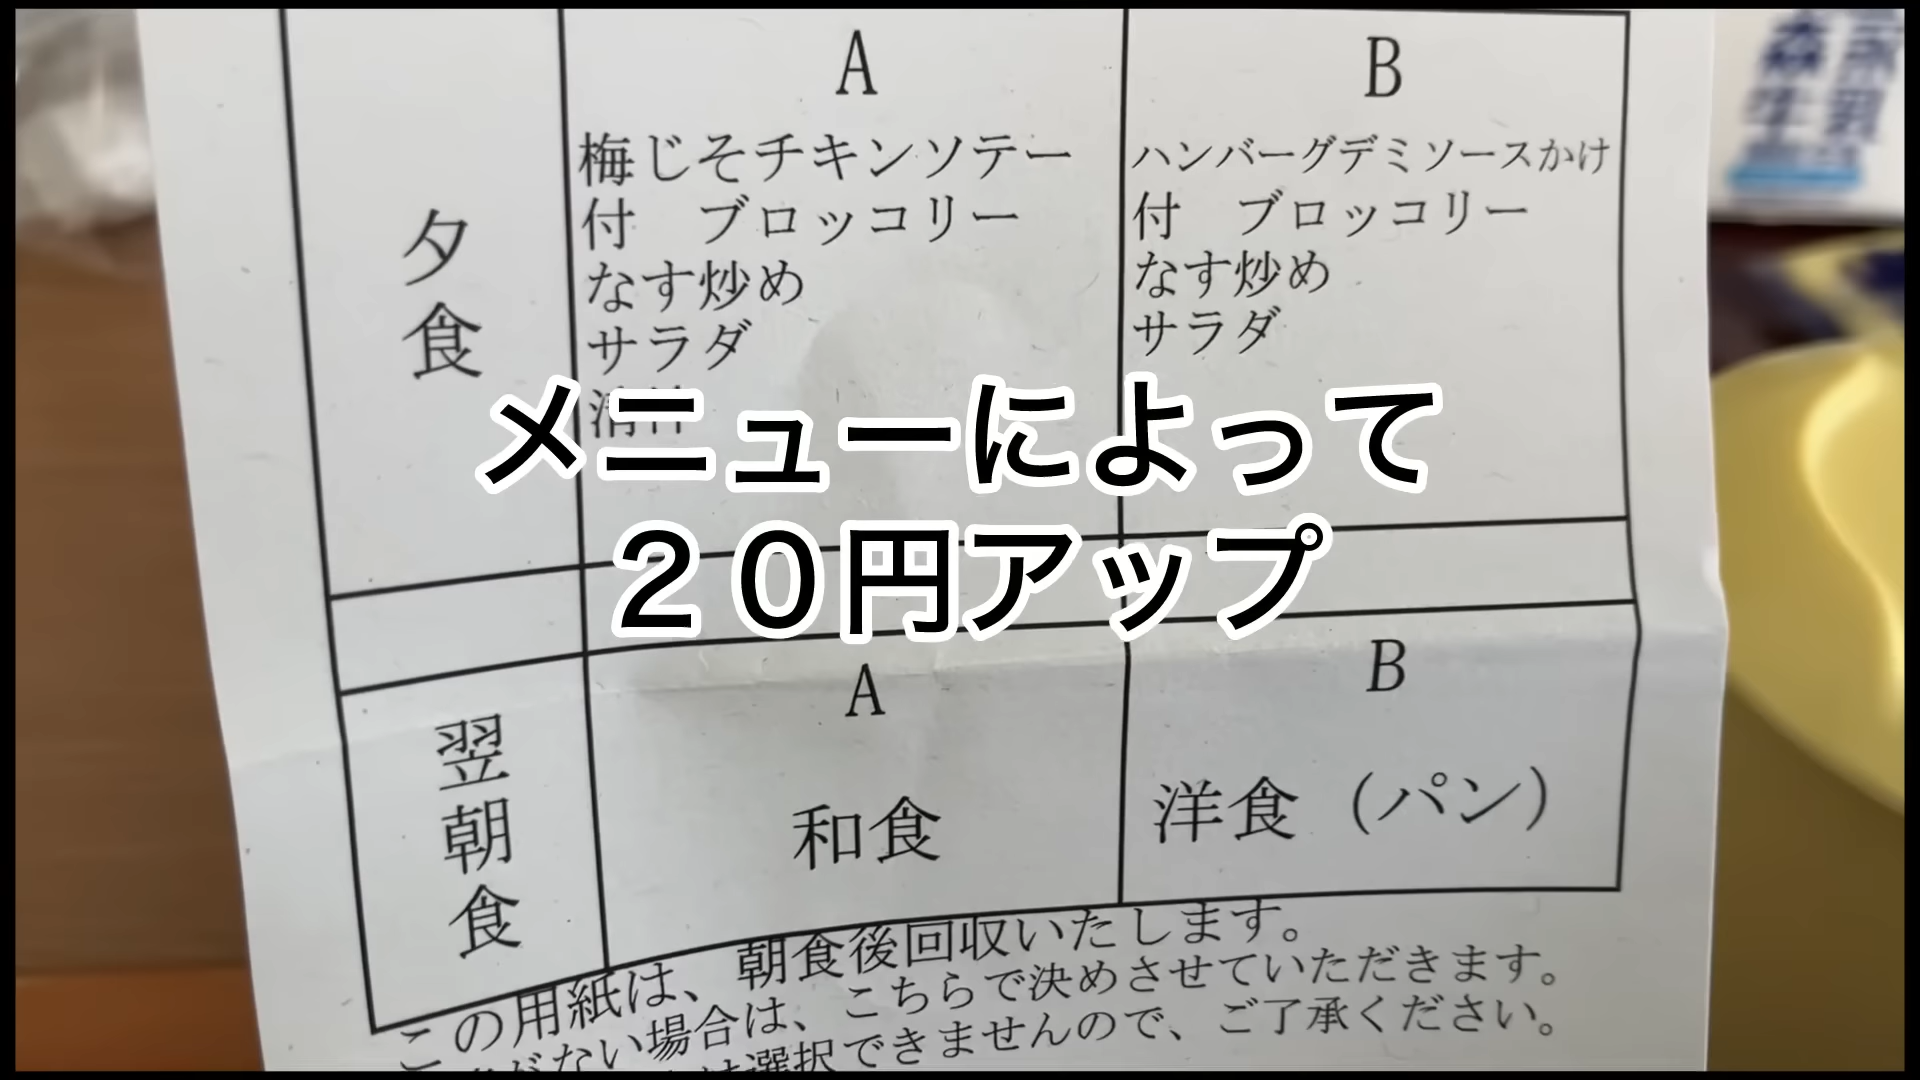 A
B
夕食
梅じそチキンソテー
付　ブロッコリー
なす炒め
サラダ
ハンバーグデミソースかけ
付　ブロッコリー
なす炒め
サラダ
メニューによって
２０円アップ
翌朝食
A
和食
B
洋食（パン）
この用紙は、朝食後回収いたします。
ない場合は、こちらで決めさせていただきます。
選択できませんので、ご了承ください。
森